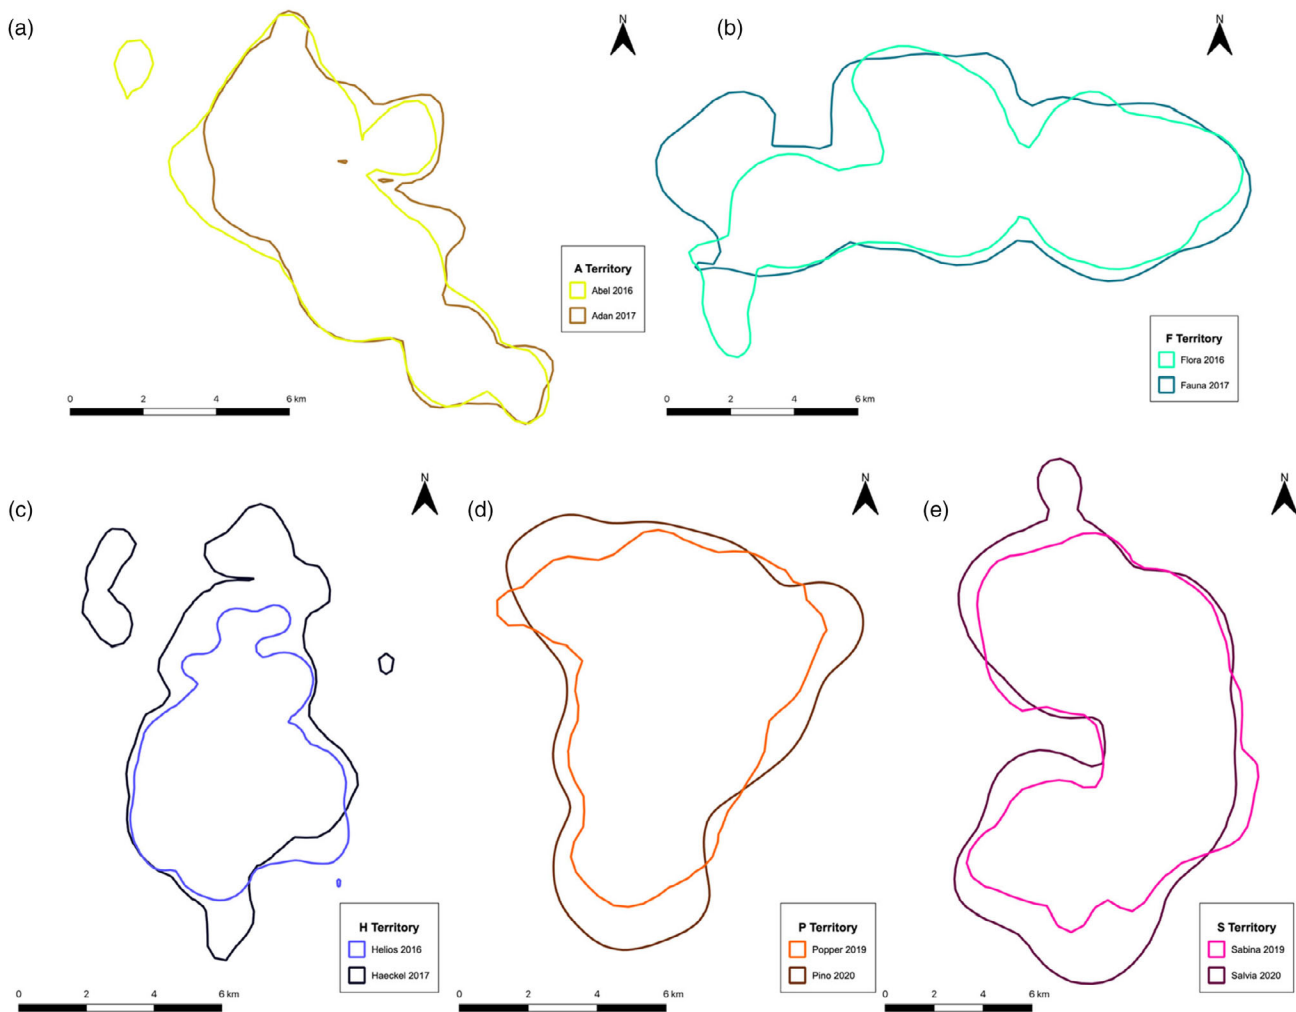 (a)
N
A Territory
Abel 2016
Adan 2017
0 2 4 6 km
(b)
N
F Territory
Flora 2016
Fauna 2017
0 2 4 6 km
(c)
N
H Territory
Helios 2016
Haeckel 2017
0 2 4 6 km
(d)
N
P Territory
Popper 2019
Pino 2020
0 2 4 6 km
(e)
N
S Territory
Sabina 2019
Salvia 2020
0 2 4 6 km